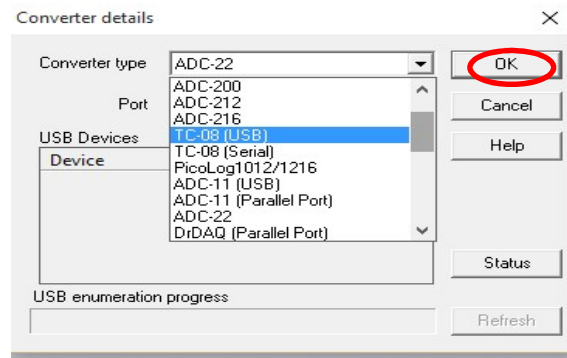 Converter details
Converter type ADC-22 OK
ADC-200
Port ADC-212 Cancel
ADC-216
USB Devices TC-08 (USB)
Device TC-08 (Serial) Help
PicoLog1012/1216
ADC-11 (USB)
ADC-11 (Parallel Port)
ADC-22
DrDAQ (Parallel Port)
Status
USB enumeration progress
Refresh